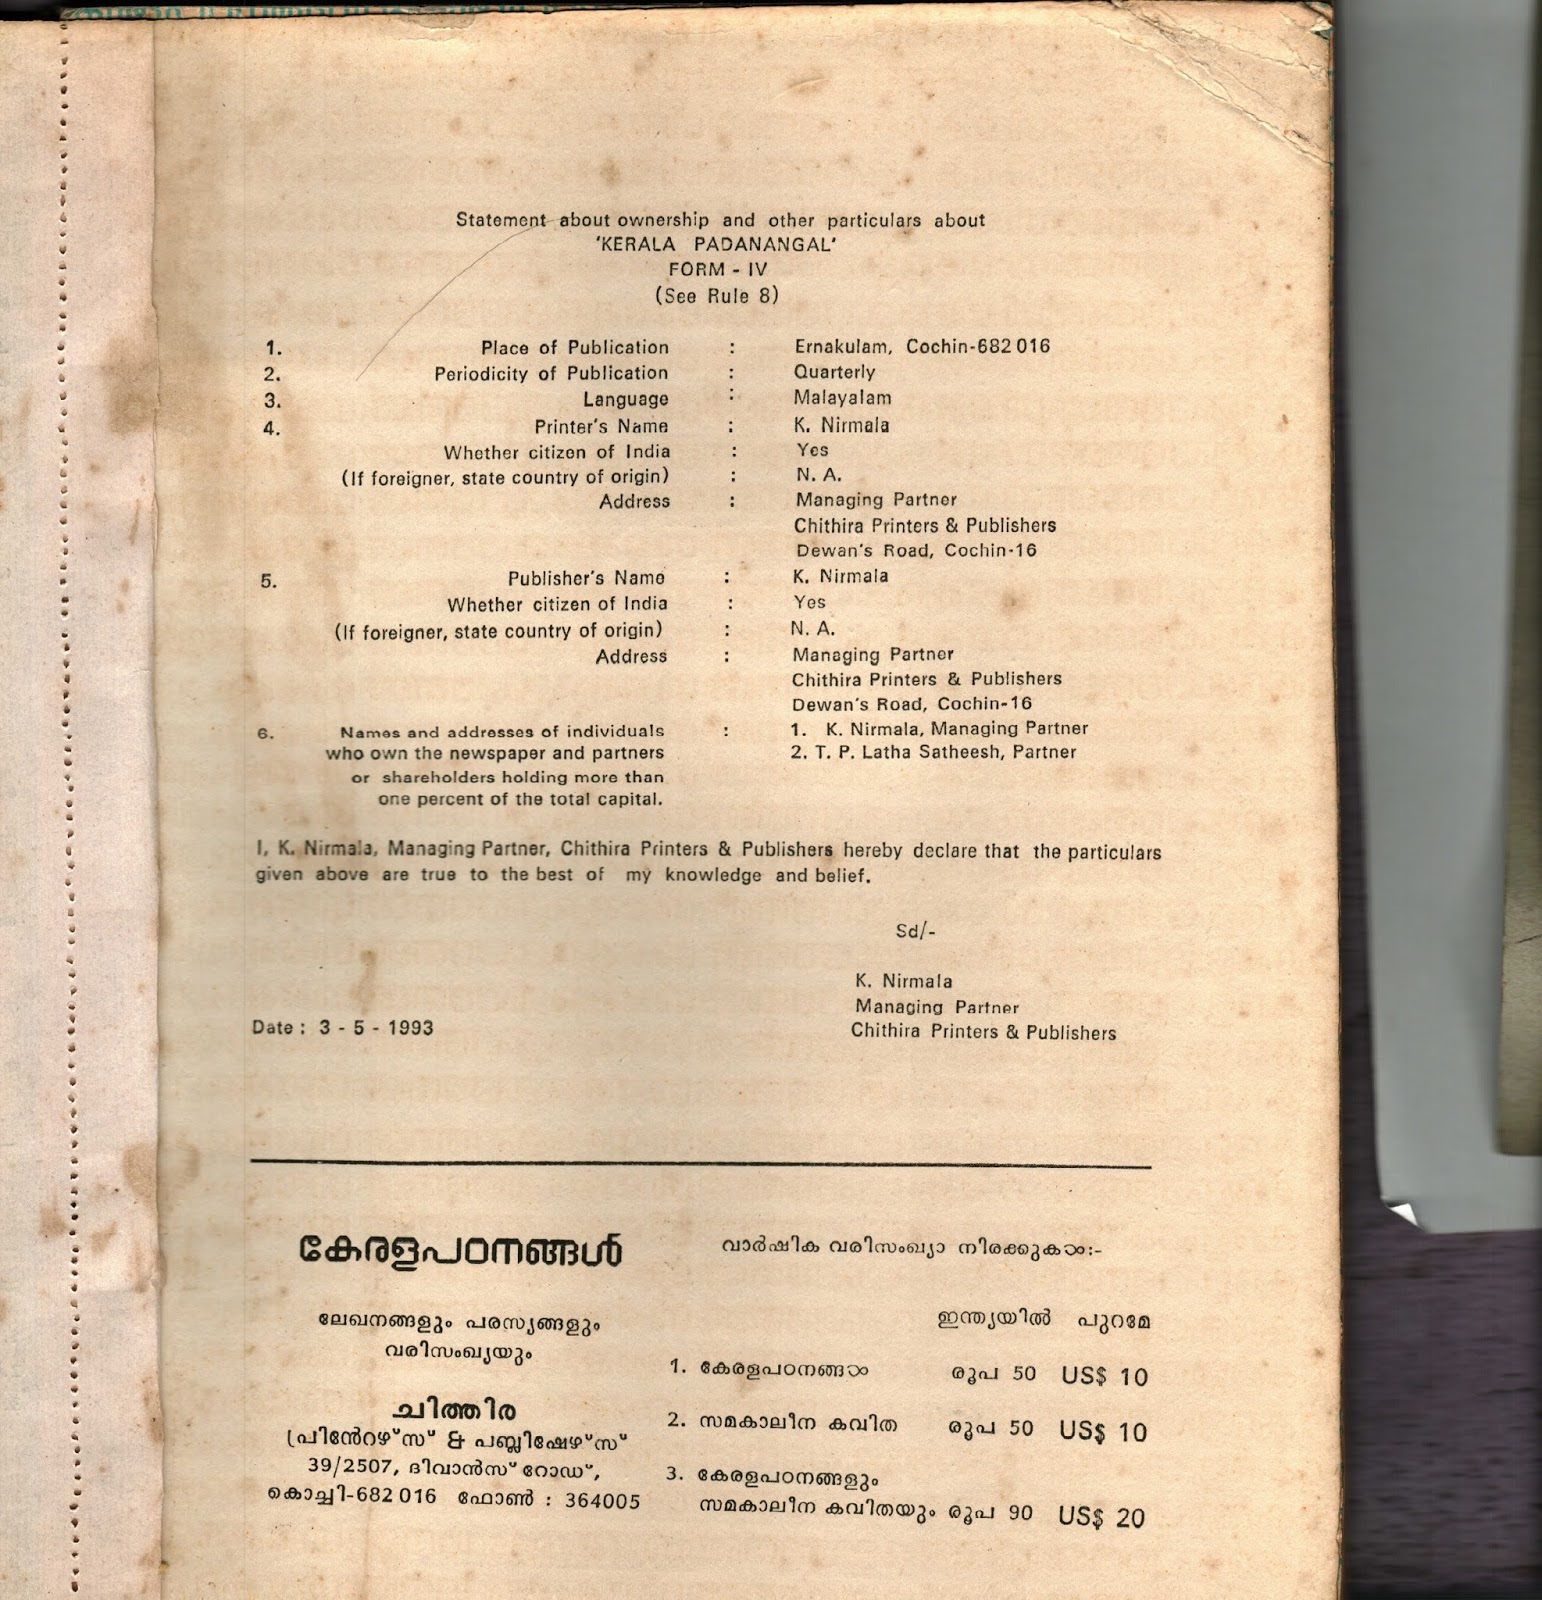 Statement about ownership and other particulars about
'KERALA PADANANGAL'
FORM - IV
(See Rule 8)
1. Place of Publication : Ernakulam, Cochin-682 016
2. Periodicity of Publication : Quarterly
3. Language : Malayalam
4. Printer's Name : K. Nirmala
Whether citizen of India : Yes
(If foreigner, state country of origin) : N. A.
Address : Managing Partner
Chithira Printers & Publishers
Dewan's Road, Cochin-16
5. Publisher's Name : K. Nirmala
Whether citizen of India : Yes
(If foreigner, state country of origin) : N. A.
Address : Managing Partner
Chithira Printers & Publishers
Dewan's Road, Cochin-16
6. Names and addresses of individuals : 1. K. Nirmala, Managing Partner
who own the newspaper and partners 2. T. P. Latha Satheesh, Partner
or shareholders holding more than
one percent of the total capital.
I, K. Nirmala, Managing Partner, Chithira Printers & Publishers hereby declare that the particulars
given above are true to the best of my knowledge and belief.
Sd/-
K. Nirmala
Managing Partner
Date : 3 - 5 - 1993 Chithira Printers & Publishers
കേരളപഠനങ്ങൾ
ലേഖനങ്ങളും പരസ്യങ്ങളും
വരിസംഖ്യയും
ചിത്തിര
പ്രിന്റേഴ്സ് & പബ്ലിഷേഴ്സ്
39/2507, ദിവാൻസ് റോഡ്,
കൊച്ചി-682 016 ഫോൺ : 364005
വാർഷിക വരിസംഖ്യാ നിരക്കുകൾ:-
ഇന്ത്യയിൽ പുറമേ
1. കേരളപഠനങ്ങൾ രൂപ 50 US$ 10
2. സമകാലീന കവിത രൂപ 50 US$ 10
3. കേരളപഠനങ്ങളും
സമകാലീന കവിതയും രൂപ 90 US$ 20